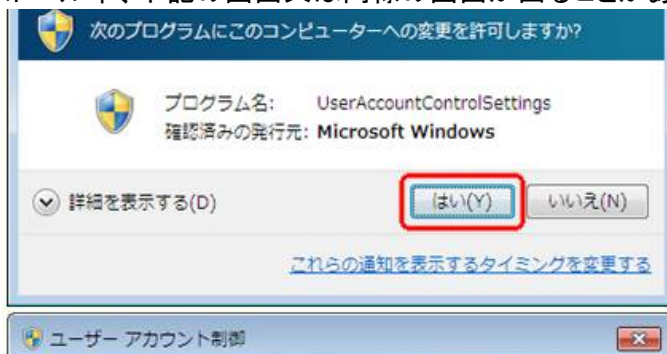 次のプログラムにこのコンピューターへの変更を許可しますか?
プログラム名: UserAccountControlSettings
確認済みの発行元: Microsoft Windows
詳細を表示する(D) はい(Y) いいえ(N)
これらの通知を表示するタイミングを変更する
ユーザー アカウント制御